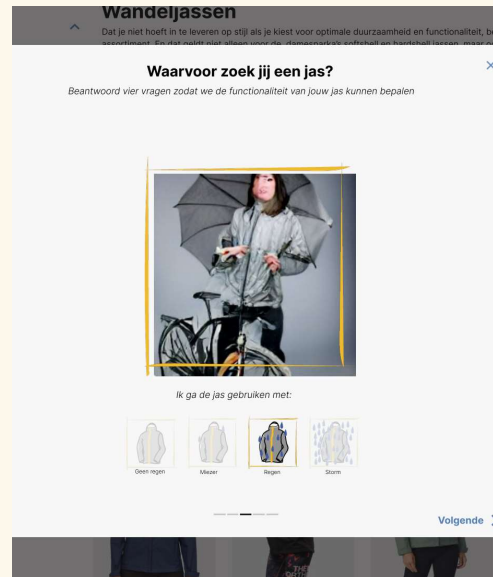 Wandeljassen
Dat je niet hoeft in te leveren op stijl als je kiest voor optimale duurzaamheid en functionaliteit, be
assortiment. En dat geldt niet alleen voor de damesparka's softshell en hardshell jassen, maar
Waarvoor zoek jij een jas?
Beantwoord vier vragen zodat we de functionaliteit van jouw jas kunnen bepalen
Ik ga de jas gebruiken met:
Geen regen Miezer Regen Storm
Volgende
THE